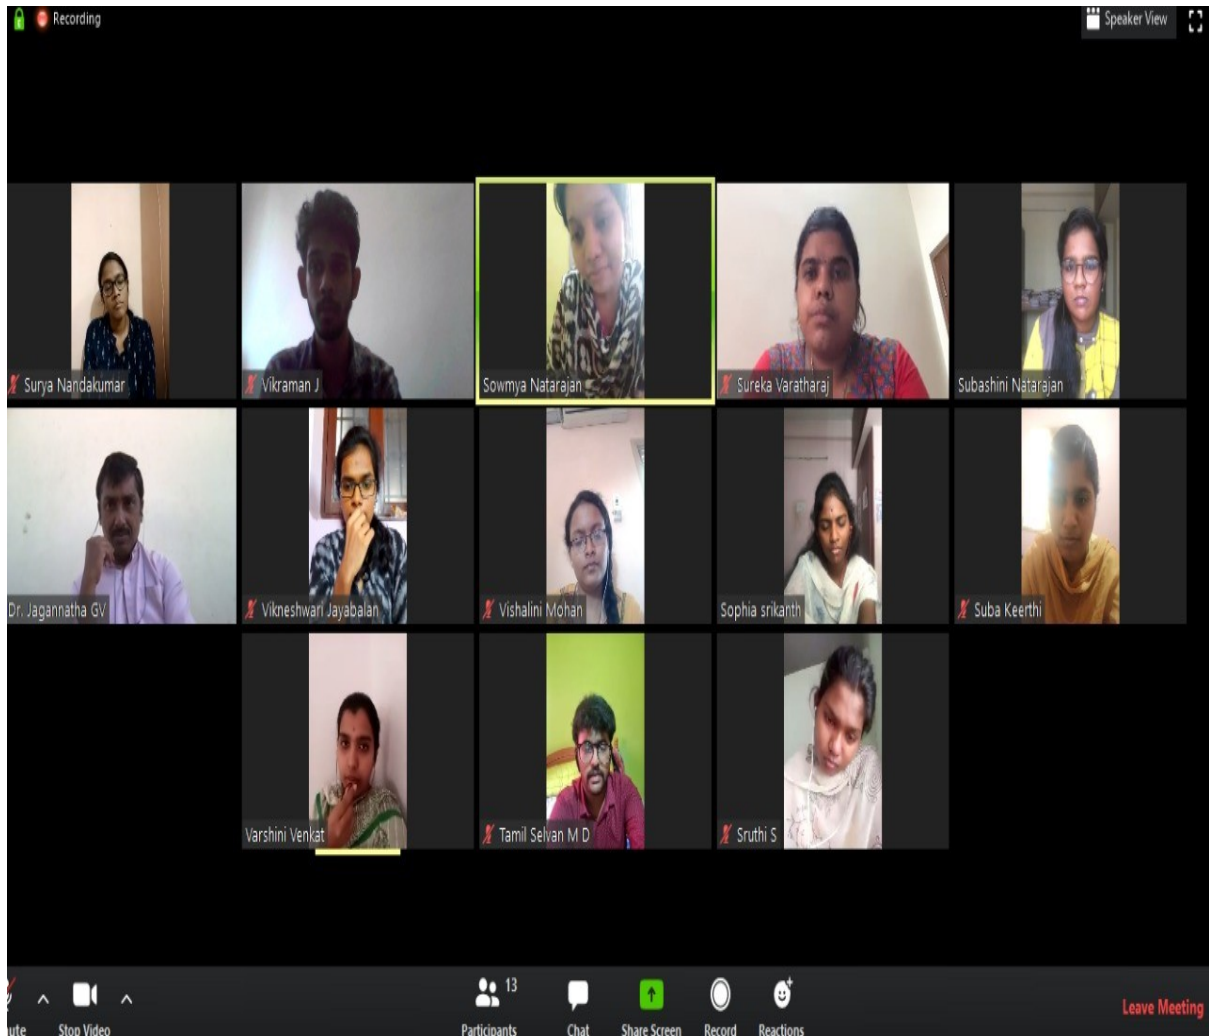 Recording
Speaker View
Surya Nandakumar
Vikraman J
Sowmya Natarajan
Sureka Varatharaj
Subashini Natarajan
Dr. Jagannatha GV
Vikneshwari Jayabalan
Vishalini Mohan
Sophia srikanth
Suba Keerthi
Varshini Venkat
Tamil Selvan M D
Sruthi S
13
ute
Stop Video
Participants
Chat
Share Screen
Record
Reactions
Leave Meeting